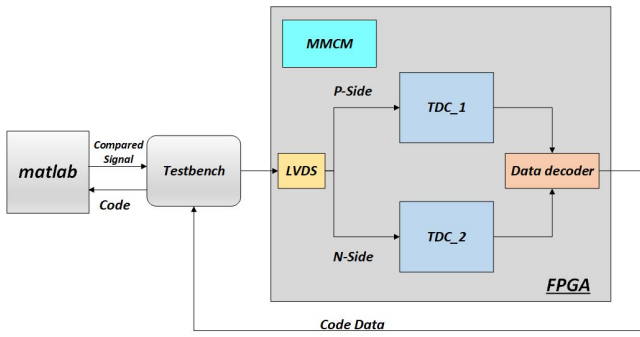 MMCM
P-Side
TDC_1
Compared
Signal
matlab
Testbench
LVDS
Data decoder
Code
TDC_2
N-Side
FPGA
Code Data